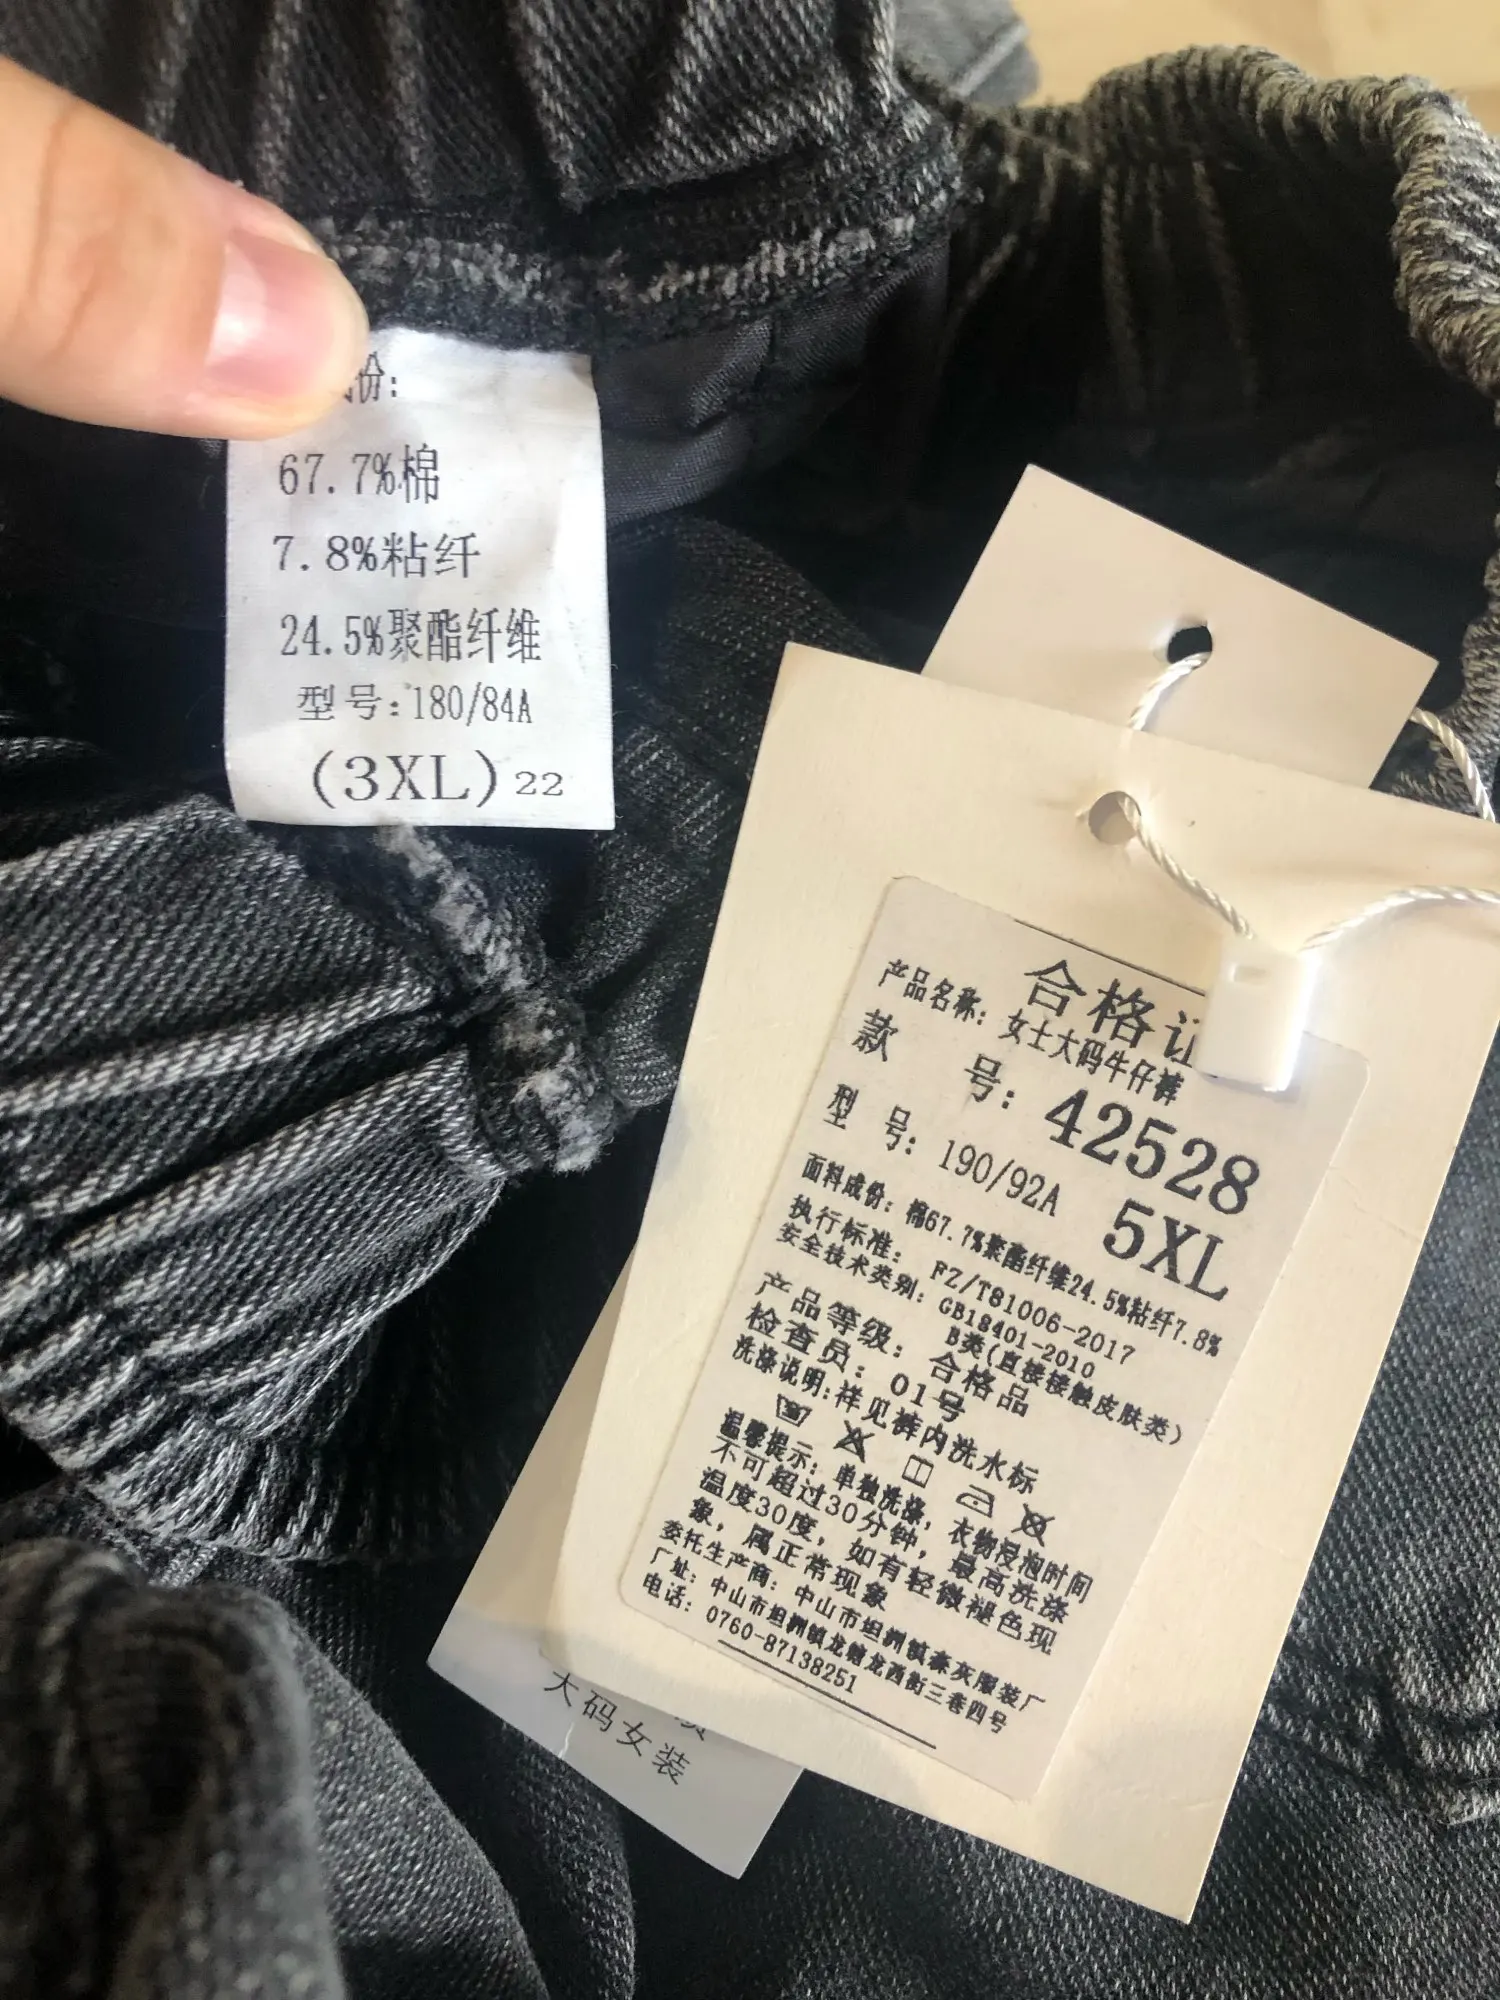 份:
67.7%棉
7.8%粘纤
24.5%聚酯纤维
型号:180/84A
(3XL)22
合格证
产品名称: 女士大码牛仔裤
款 号: 42528
型 号: 190/92A 5XL
面料成份: 棉67.7%聚酯纤维24.5%粘纤7.8%
执行标准: FZ/T81006-2017
安全技术类别: GB18401-2010
B类(直接接触皮肤类)
产品等级: 合格品
检查员: 01号
洗涤说明:祥见裤内洗水标
温馨提示: 单独洗涤, 衣物浸泡时间
不可超过30分钟, 最高洗涤
温度30度, 如有轻微褪色现
象, 属正常现象
委托生产商: 中山市坦洲镇森灰服装厂
厂址: 中山市坦洲镇龙塘龙西街三巷四号
电话: 0760-87138251
大码女装